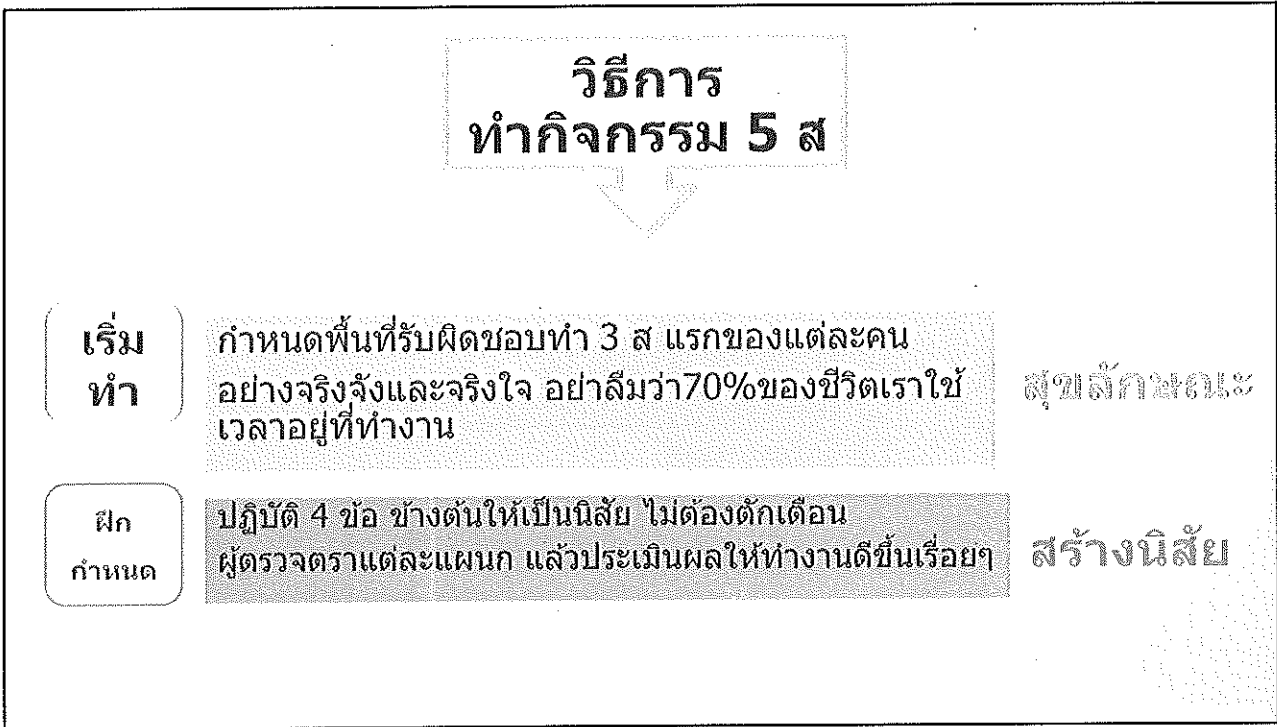 วิธีการ
ทำกิจกรรม 5 ส
เริ่ม
ทำ
กำหนดพื้นที่รับผิดชอบทำ 3 ส แรกของแต่ละคน
อย่างจริงจังและจริงใจ อย่าลืมว่า70%ของชีวิตเราใช้
เวลาอยู่ที่ทำงาน
สุขลักษณะ
ฝึก
กำหนด
ปฏิบัติ 4 ข้อ ข้างต้นให้เป็นนิสัย ไม่ต้องตักเตือน
ผู้ตรวจตราแต่ละแผนก แล้วประเมินผลให้ทำงานดีขึ้นเรื่อยๆ
สร้างนิสัย